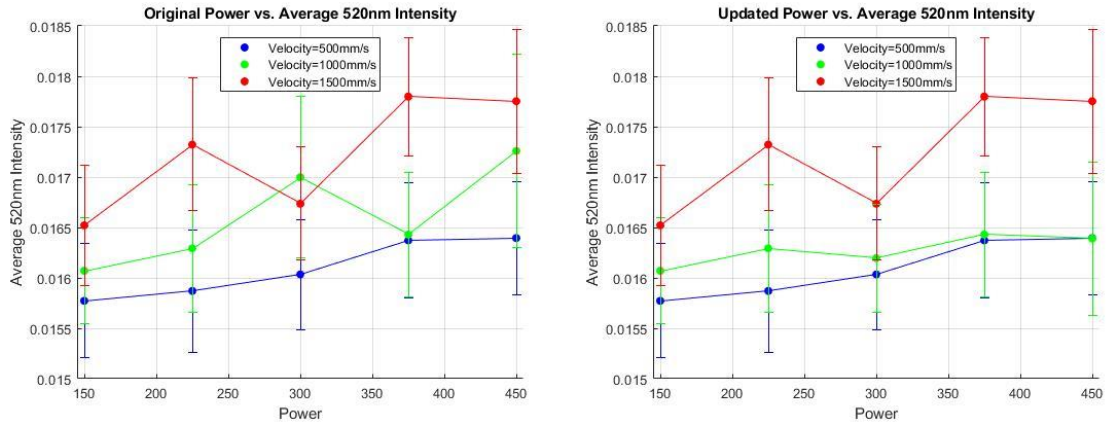 Original Power vs. Average 520nm Intensity
Velocity=500mm/s
Velocity=1000mm/s
Velocity=1500mm/s
0.0185
0.018
0.0175
0.017
0.0165
0.016
0.0155
0.015
Average 520nm Intensity
150 200 250 300 350 400 450
Power
Updated Power vs. Average 520nm Intensity
Velocity=500mm/s
Velocity=1000mm/s
Velocity=1500mm/s
0.0185
0.018
0.0175
0.017
0.0165
0.016
0.0155
0.015
Average 520nm Intensity
150 200 250 300 350 400 450
Power